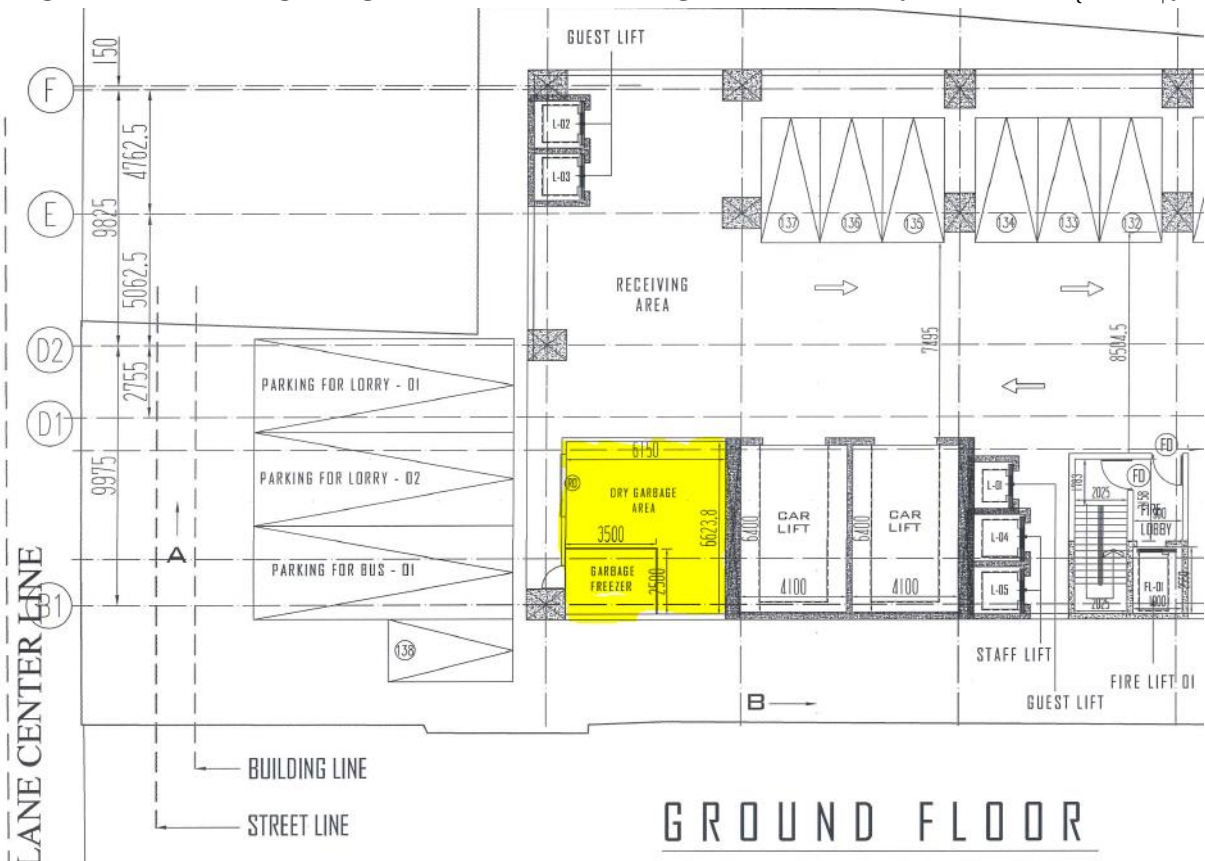 GUEST LIFT
150
F
L-02
4762.5
L-03
9825
E
137
136
135
134
133
132
5062.5
RECEIVING
AREA
7495
8504.5
D2
2755
PARKING FOR LORRY - 01
D1
6150
FD
9975
PARKING FOR LORRY - 02
RD
DRY GARBAGE
AREA
6623.8
CAR
LIFT
6400
CAR
LIFT
6400
L-01
1183
2025
FD
FIRE
LOBBY
3500
L-04
A
PARKING FOR BUS - 01
GARBAGE
FREEZER
2500
4100
4100
L-05
FL-01
2025
B1
138
STAFF LIFT
FIRE LIFT 01
GUEST LIFT
B
BUILDING LINE
STREET LINE
LANE CENTER LINE
GROUND FLOOR